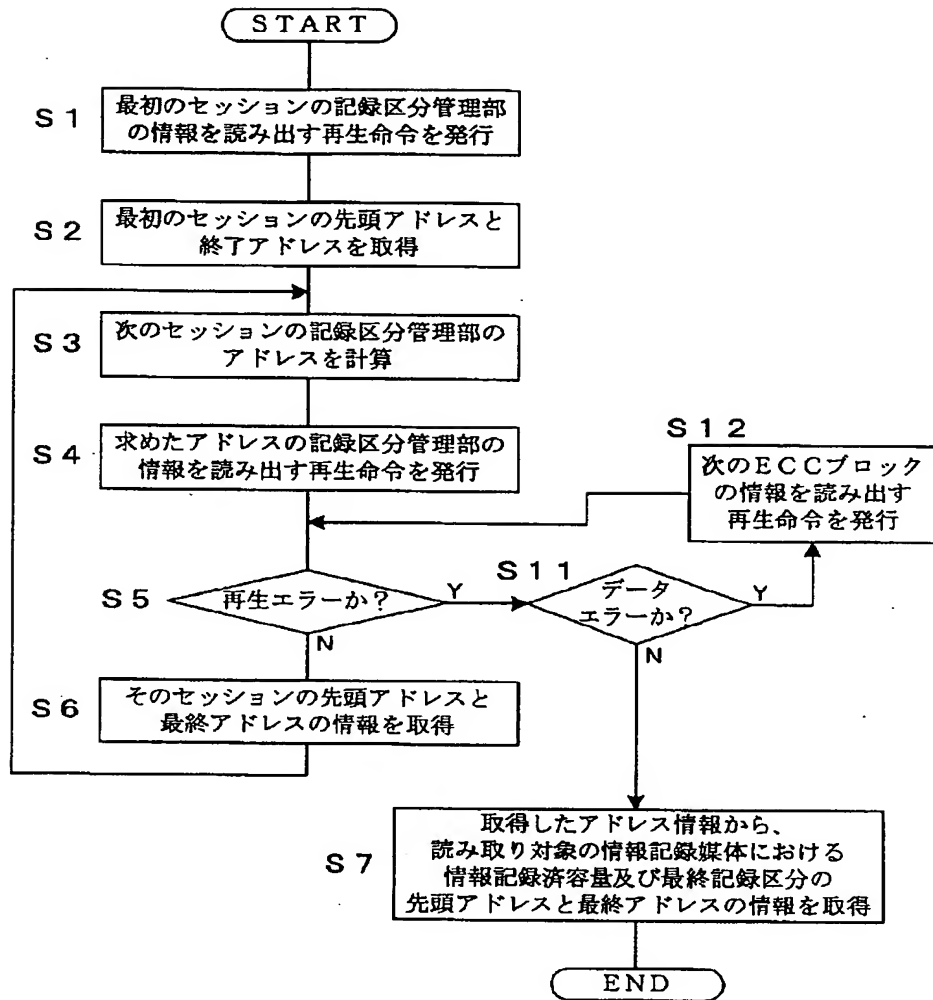 START
S1
最初のセッションの記録区分管理部
の情報を読み出す再生命令を発行
S2
最初のセッションの先頭アドレスと
終了アドレスを取得
S3
次のセッションの記録区分管理部の
アドレスを計算
S4
求めたアドレスの記録区分管理部の
情報を読み出す再生命令を発行
S12
次のECCブロック
の情報を読み出す
再生命令を発行
S5
再生エラーか?
Y
N
S11
データ
エラーか?
Y
N
S6
そのセッションの先頭アドレスと
最終アドレスの情報を取得
S7
取得したアドレス情報から、
読み取り対象の情報記録媒体における
情報記録済容量及び最終記録区分の
先頭アドレスと最終アドレスの情報を取得
END